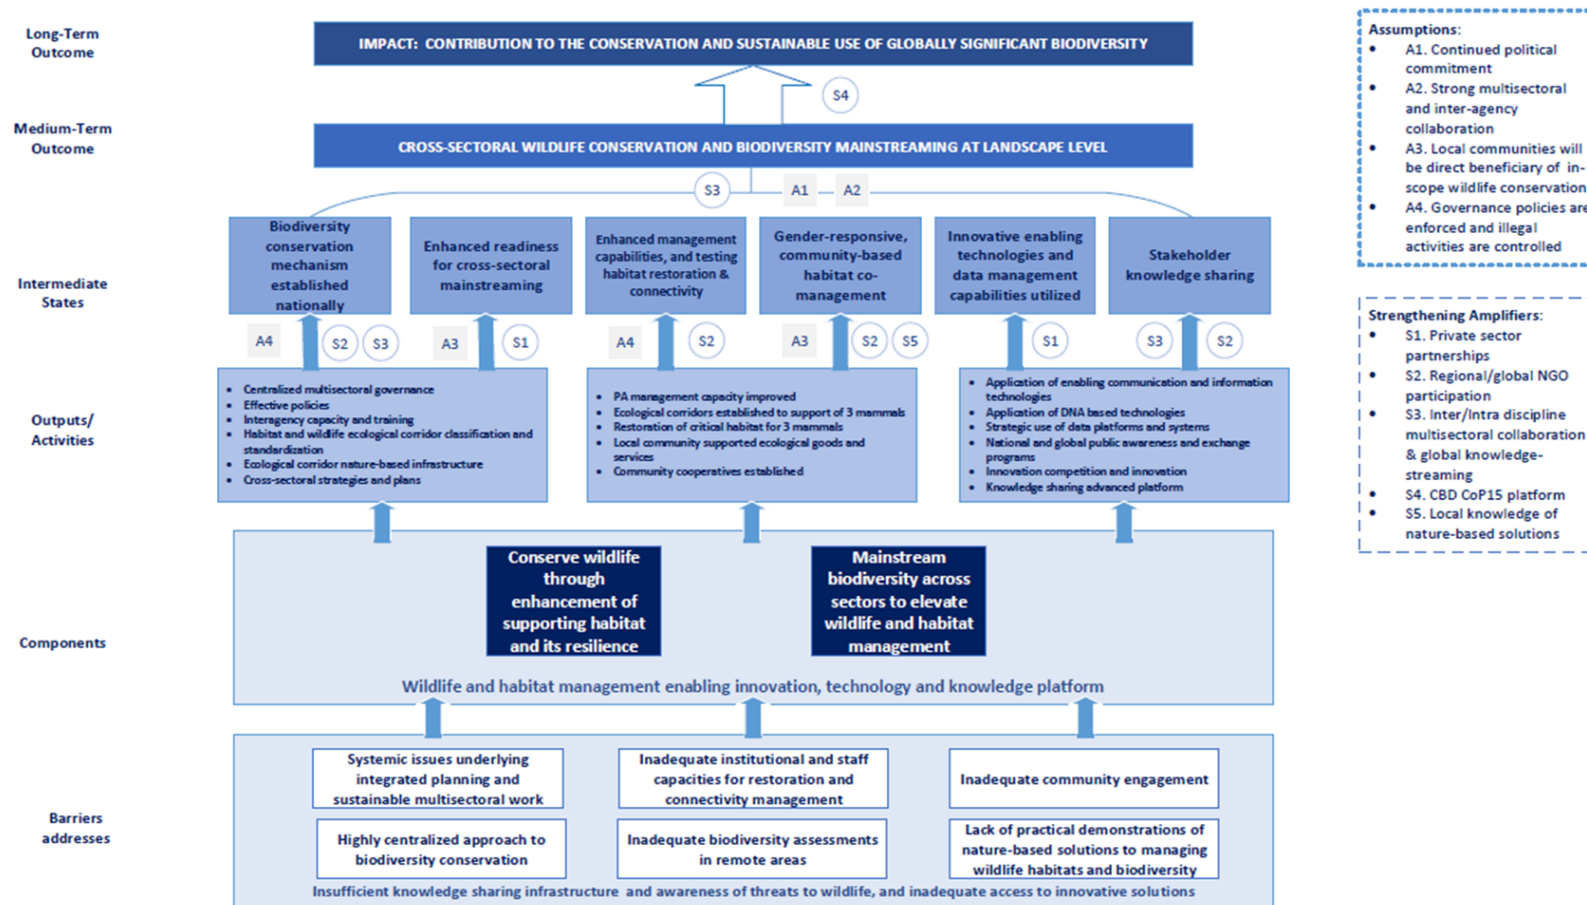 Long-Term
Outcome
IMPACT: CONTRIBUTION TO THE CONSERVATION AND SUSTAINABLE USE OF GLOBALLY SIGNIFICANT BIODIVERSITY
S4
Medium-Term
Outcome
CROSS-SECTORAL WILDLIFE CONSERVATION AND BIODIVERSITY MAINSTREAMING AT LANDSCAPE LEVEL
S3
A1
A2
Intermediate
States
Biodiversity
conservation
mechanism
established
nationally
Enhanced readiness
for cross-sectoral
mainstreaming
Enhanced management
capabilities, and testing
habitat restoration &
connectivity
Gender-responsive,
community-based
habitat co-
management
Innovative enabling
technologies and
data management
capabilities utilized
Stakeholder
knowledge sharing
A4
S2
S3
A3
S1
A4
S2
A3
S2
S5
S1
S3
S2
Outputs/
Activities
• Centralized multisectoral governance
• Effective policies
• Interagency capacity and training
• Habitat and wildlife ecological corridor classification and
standardization
• Ecological corridor nature-based infrastructure
• Cross-sectoral strategies and plans
• PA management capacity improved
• Ecological corridors established to support of 3 mammals
• Restoration of critical habitat for 3 mammals
• Local community supported ecological goods and
services
• Community cooperatives established
• Application of enabling communication and information
technologies
• Application of DNA based technologies
• Strategic use of data platforms and systems
• National and global public awareness and exchange
programs
• Innovation competition and innovation
• Knowledge sharing advanced platform
Components
Conserve wildlife
through
enhancement of
supporting habitat
and its resilience
Mainstream
biodiversity across
sectors to elevate
wildlife and habitat
management
Wildlife and habitat management enabling innovation, technology and knowledge platform
Barriers
addresses
Systemic issues underlying
integrated planning and
sustainable multisectoral work
Inadequate institutional and staff
capacities for restoration and
connectivity management
Inadequate community engagement
Highly centralized approach to
biodiversity conservation
Inadequate biodiversity assessments
in remote areas
Lack of practical demonstrations of
nature-based solutions to managing
wildlife habitats and biodiversity
Insufficient knowledge sharing infrastructure and awareness of threats to wildlife, and inadequate access to innovative solutions
Assumptions:
• A1. Continued political
commitment
• A2. Strong multisectoral
and inter-agency
collaboration
• A3. Local communities will
be direct beneficiary of in-
scope wildlife conservation
• A4. Governance policies are
enforced and illegal
activities are controlled
Strengthening Amplifiers:
• S1. Private sector
partnerships
• S2. Regional/global NGO
participation
• S3. Inter/Intra discipline
multisectoral collaboration
& global knowledge-
streaming
• S4. CBD CoP15 platform
• S5. Local knowledge of
nature-based solutions